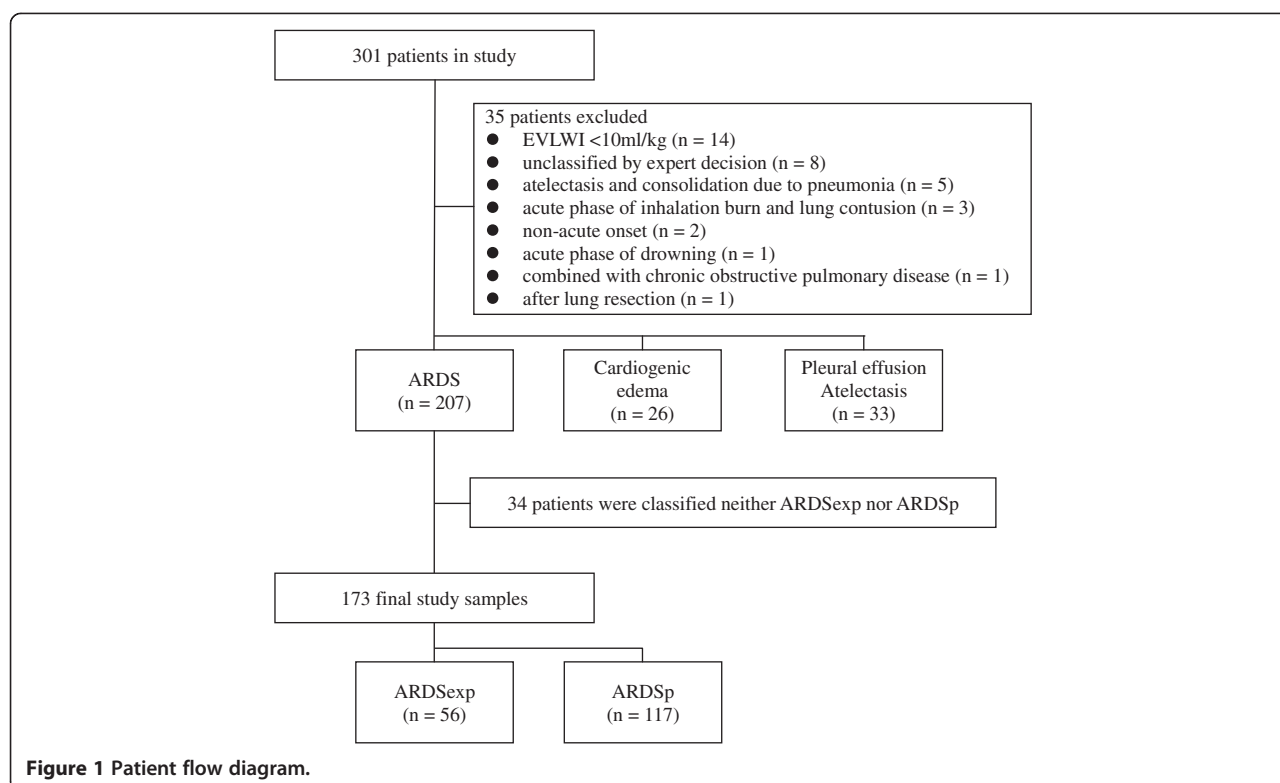 301 patients in study
35 patients excluded
● EVLWI <10ml/kg (n = 14)
● unclassified by expert decision (n = 8)
● atelectasis and consolidation due to pneumonia (n = 5)
● acute phase of inhalation burn and lung contusion (n = 3)
● non-acute onset (n = 2)
● acute phase of drowning (n = 1)
● combined with chronic obstructive pulmonary disease (n = 1)
● after lung resection (n = 1)
ARDS
(n = 207)
Cardiogenic
edema
(n = 26)
Pleural effusion
Atelectasis
(n = 33)
34 patients were classified neither ARDSexp nor ARDSp
173 final study samples
ARDSexp
(n = 56)
ARDSp
(n = 117)
Figure 1 Patient flow diagram.